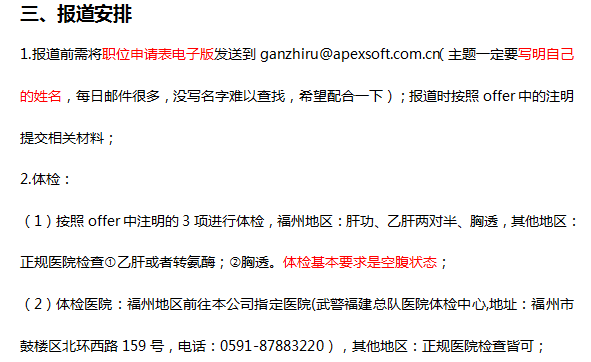 三、报道安排
1.报道前需将职位申请表电子版发送到 ganzhiru@apexsoft.com.cn( 主题一定要写明自己
的姓名，每日邮件很多，没写名字难以查找，希望配合一下）；报道时按照 offer 中的注明
提交相关材料；
2.体检：
（1）按照 offer 中注明的 3 项进行体检，福州地区：肝功、乙肝两对半、胸透，其他地区：
正规医院检查①乙肝或者转氨酶；②胸透。体检基本要求是空腹状态；
（2）体检医院：福州地区前往本公司指定医院(武警福建总队医院体检中心,地址：福州市
鼓楼区北环西路 159 号，电话：0591-87883220 ），其他地区：正规医院检查皆可；